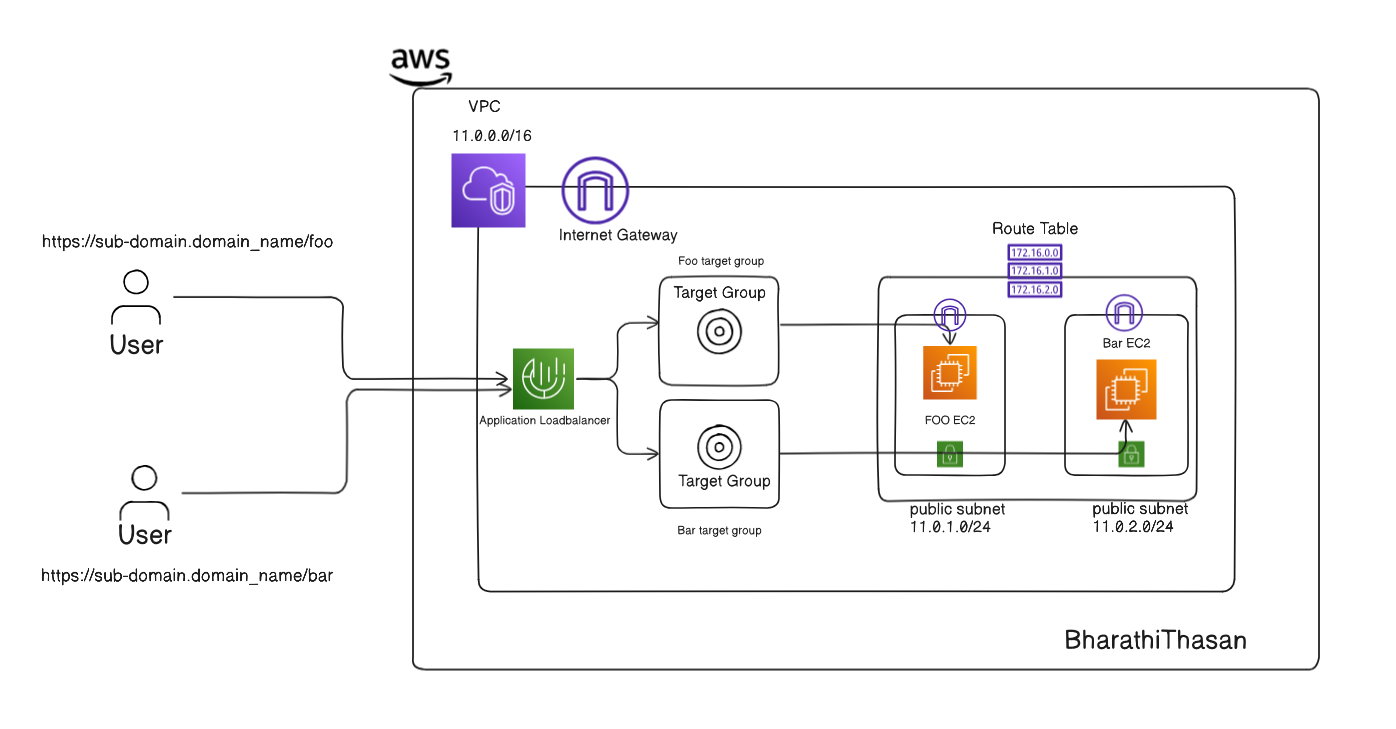 aws
VPC
11.0.0.0/16
Internet Gateway
https://sub-domain.domain_name/foo
User
Route Table
172.16.0.0
172.16.1.0
172.16.2.0
Foo target group
Target Group
Application Loadbalancer
FOO EC2
Bar EC2
Target Group
Bar target group
public subnet
11.0.1.0/24
public subnet
11.0.2.0/24
User
https://sub-domain.domain_name/bar
BharathiThasan